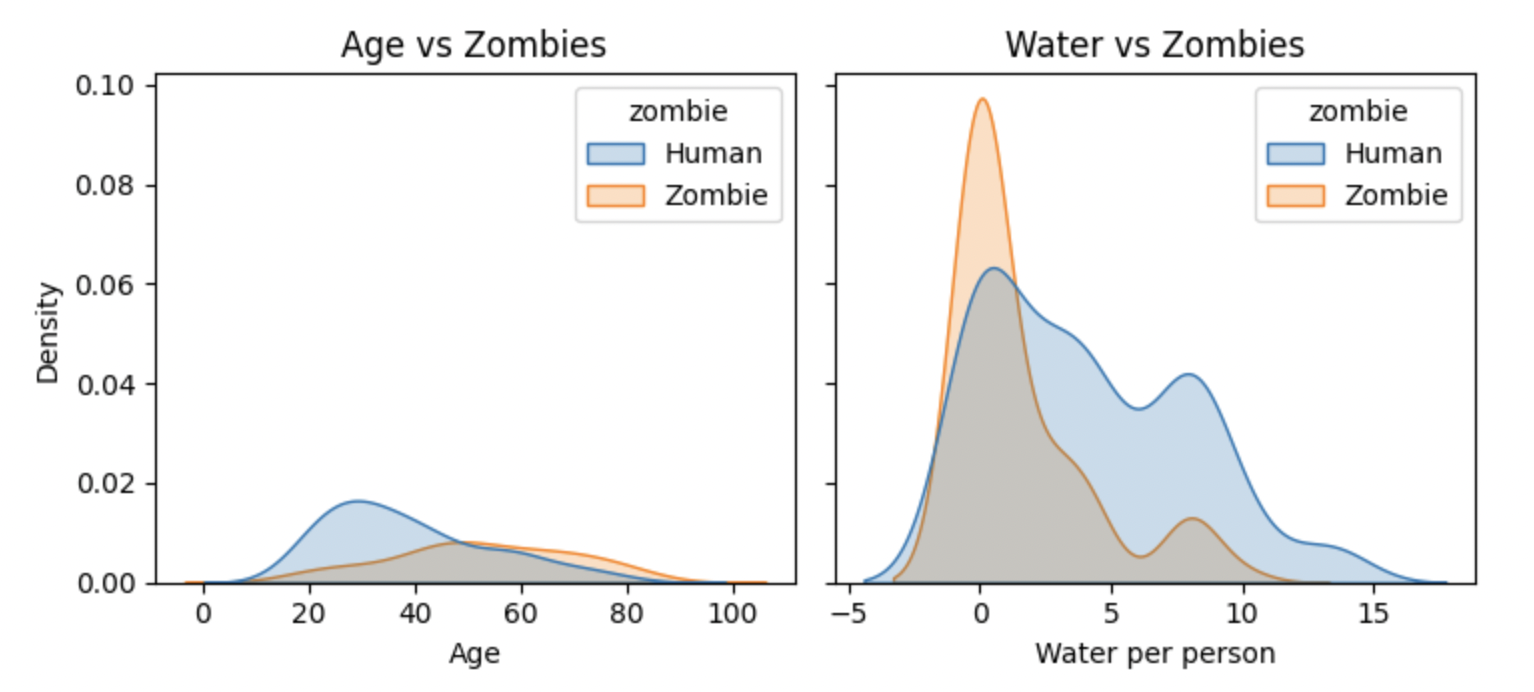 Age vs Zombies
Water vs Zombies
0.10
0.08
0.06
0.04
0.02
0.00
Density
zombie
Human
Zombie
zombie
Human
Zombie
0 20 40 60 80 100
−5 0 5 10 15
Age
Water per person